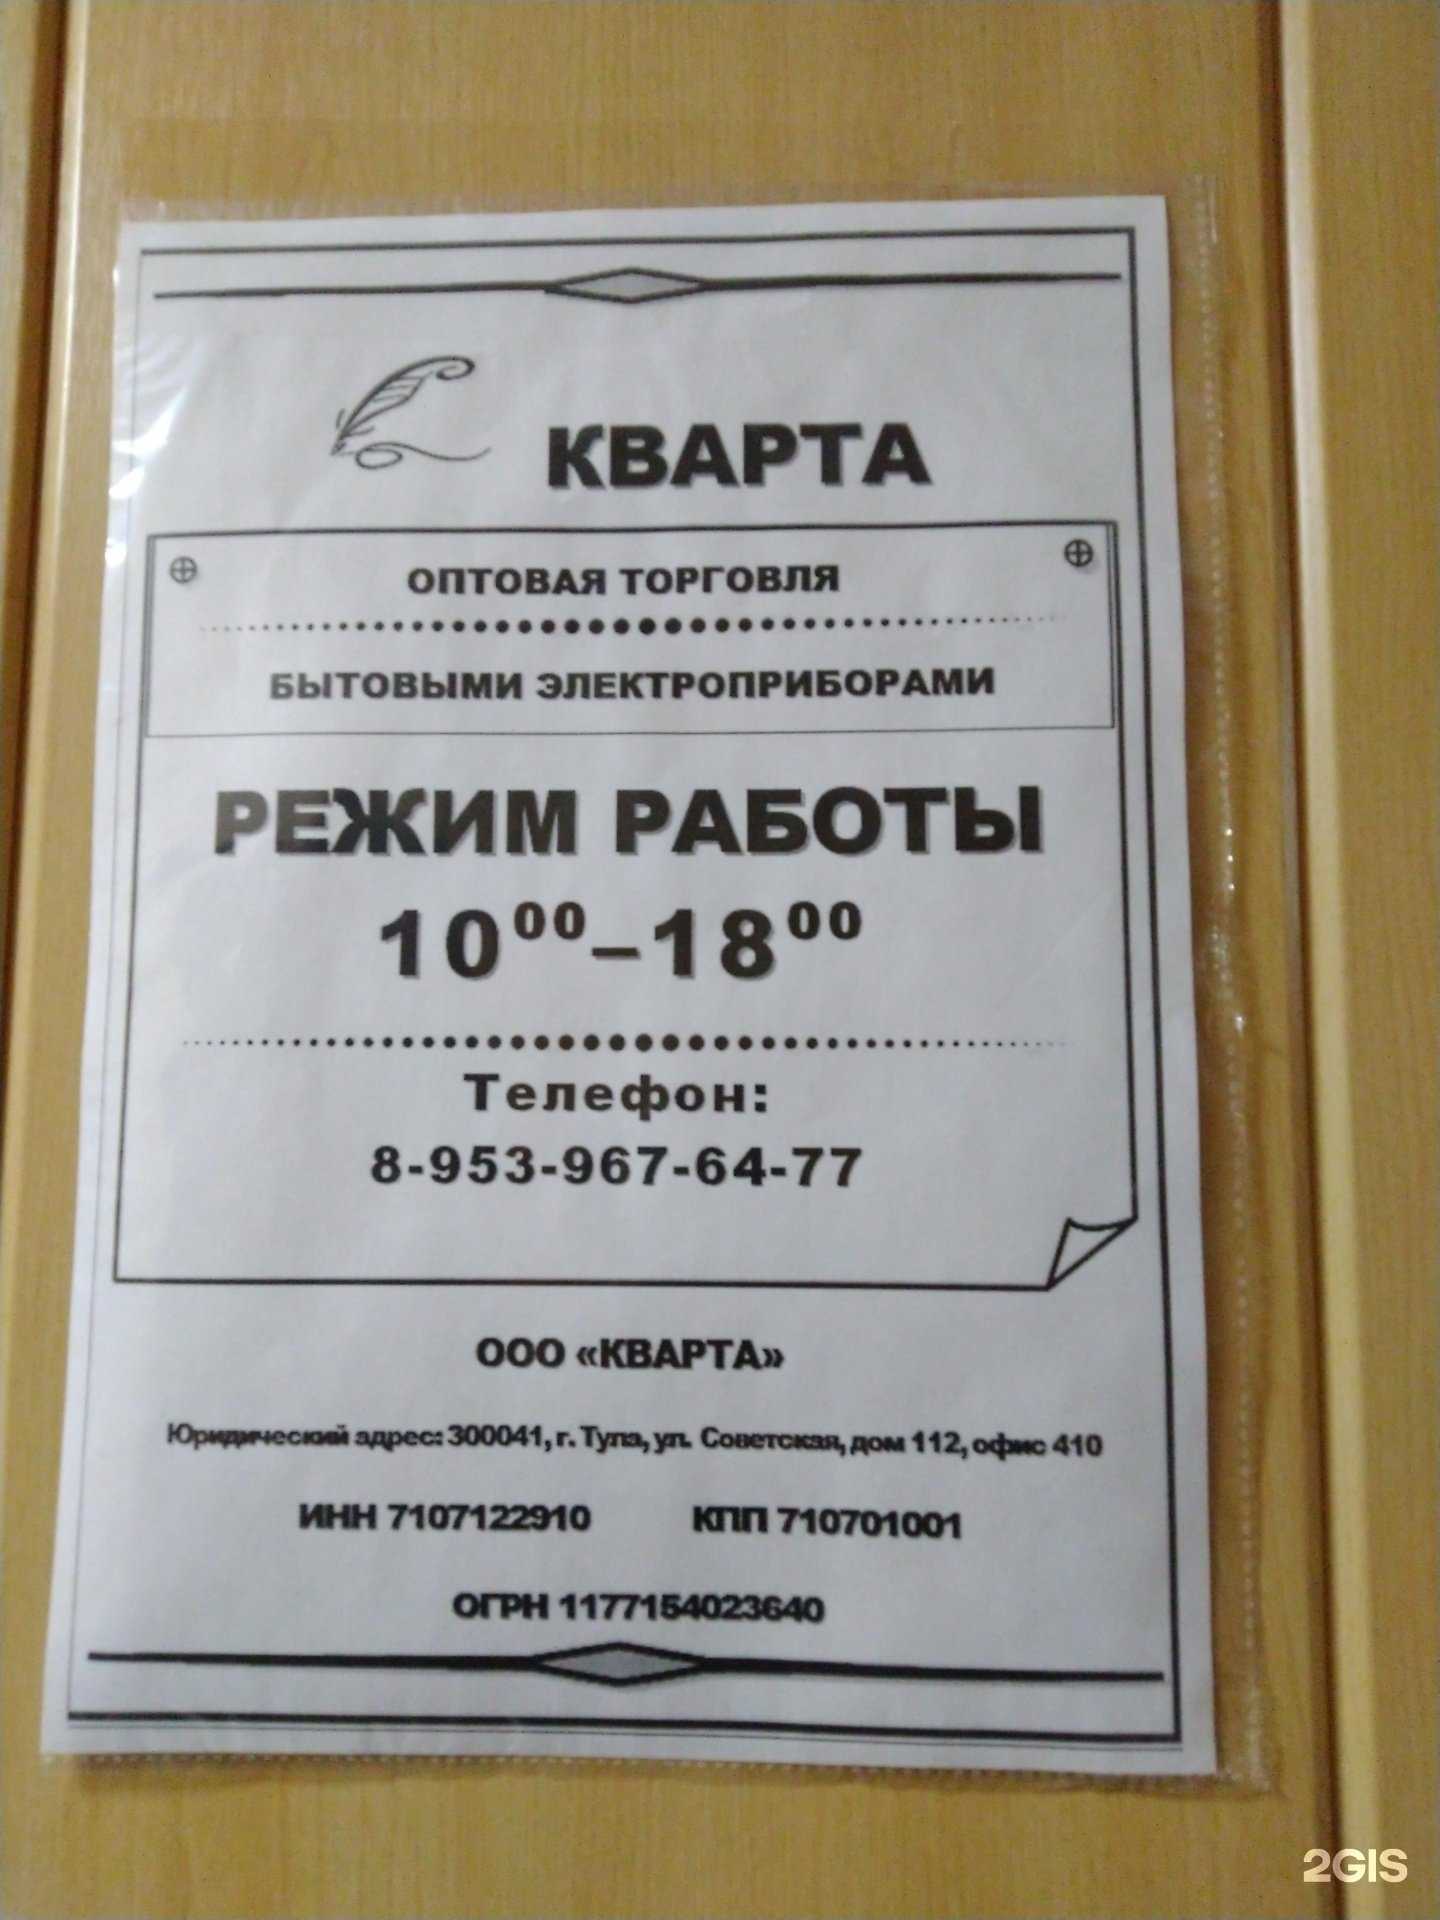 КВАРТА
ОПТОВАЯ ТОРГОВЛЯ
БЫТОВЫМИ ЭЛЕКТРОПРИБОРАМИ
РЕЖИМ РАБОТЫ
10⁰⁰–18⁰⁰
Телефон:
8-953-967-64-77
ООО «КВАРТА»
Юридический адрес: 300041, г. Тула, ул. Советская, дом 112, офис 410
ИНН 7107122910 КПП 710701001
ОГРН 1177154023640
2GIS